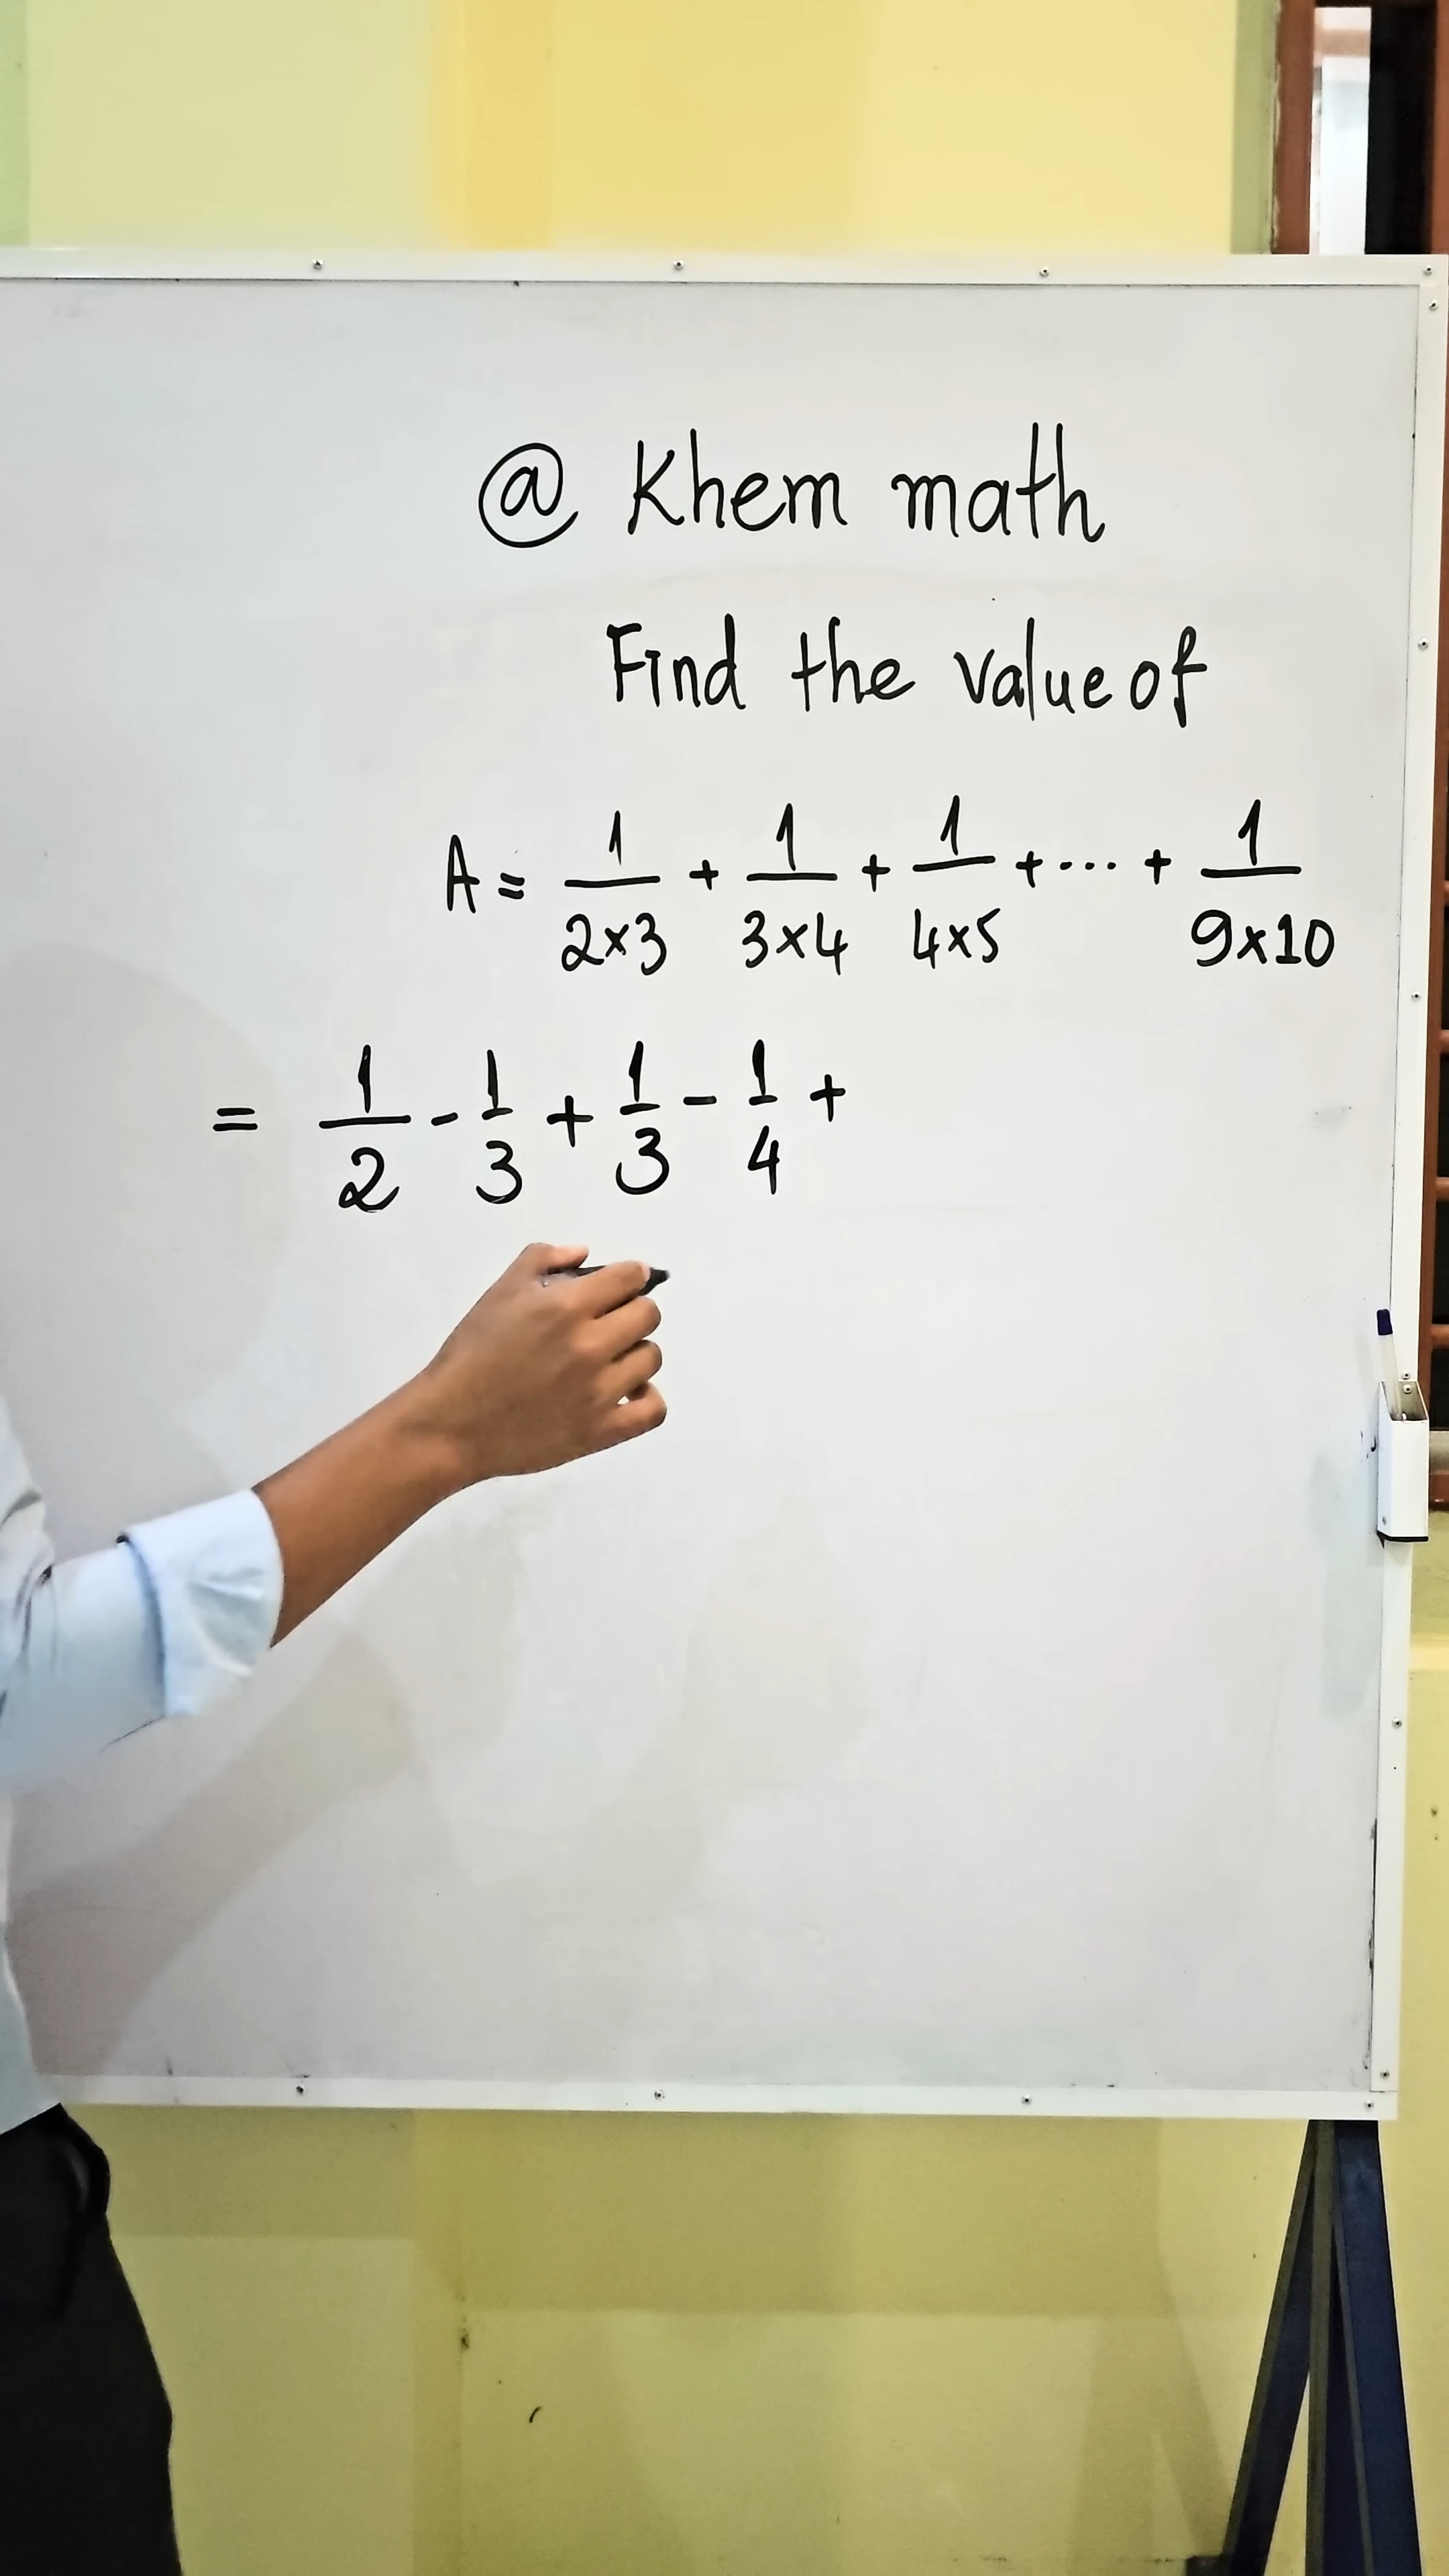 @ Khem math
Find the value of
A = 1/2×3 + 1/3×4 + 1/4×5 + ... + 1/9×10
= 1/2 - 1/3 + 1/3 - 1/4 +